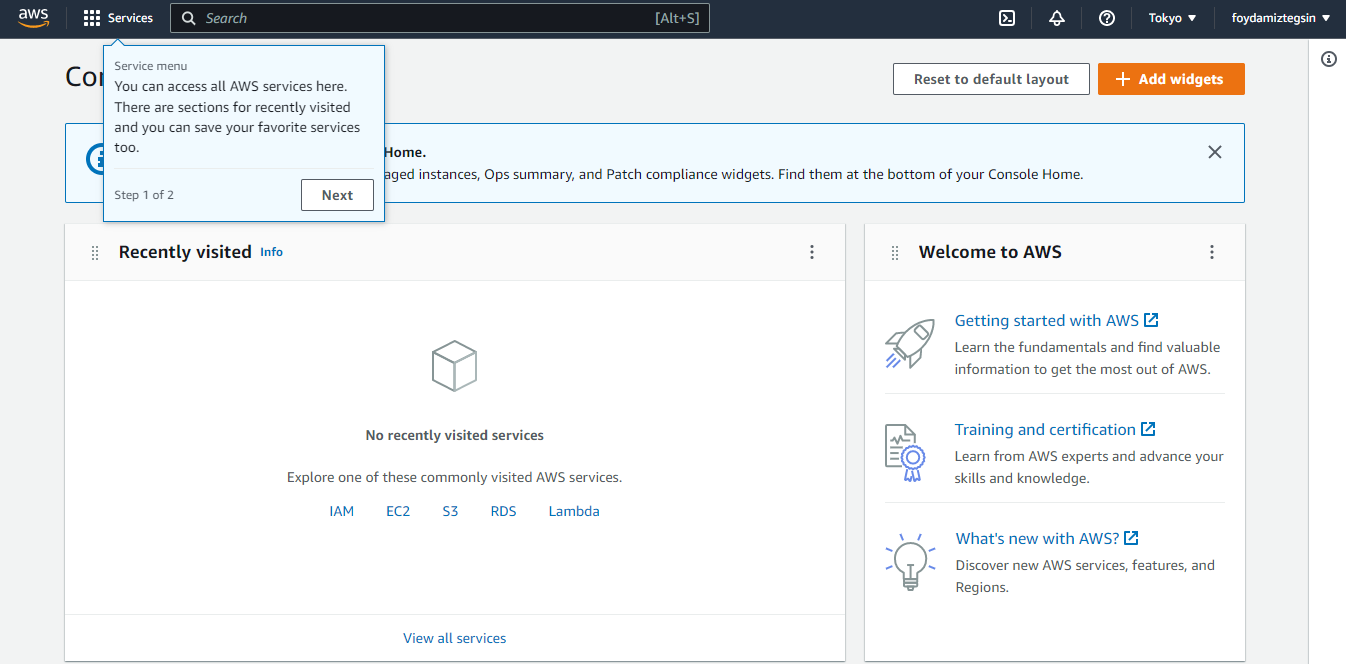 aws
Services
Search
[Alt+S]
Tokyo
foydamiztegsin
Service menu
You can access all AWS services here.
There are sections for recently visited
and you can save your favorite services
too.
Step 1 of 2
Next
Reset to default layout
Add widgets
Home.
aged instances, Ops summary, and Patch compliance widgets. Find them at the bottom of your Console Home.
Recently visited Info
No recently visited services
Explore one of these commonly visited AWS services.
IAM EC2 S3 RDS Lambda
View all services
Welcome to AWS
Getting started with AWS
Learn the fundamentals and find valuable
information to get the most out of AWS.
Training and certification
Learn from AWS experts and advance your
skills and knowledge.
What's new with AWS?
Discover new AWS services, features, and
Regions.